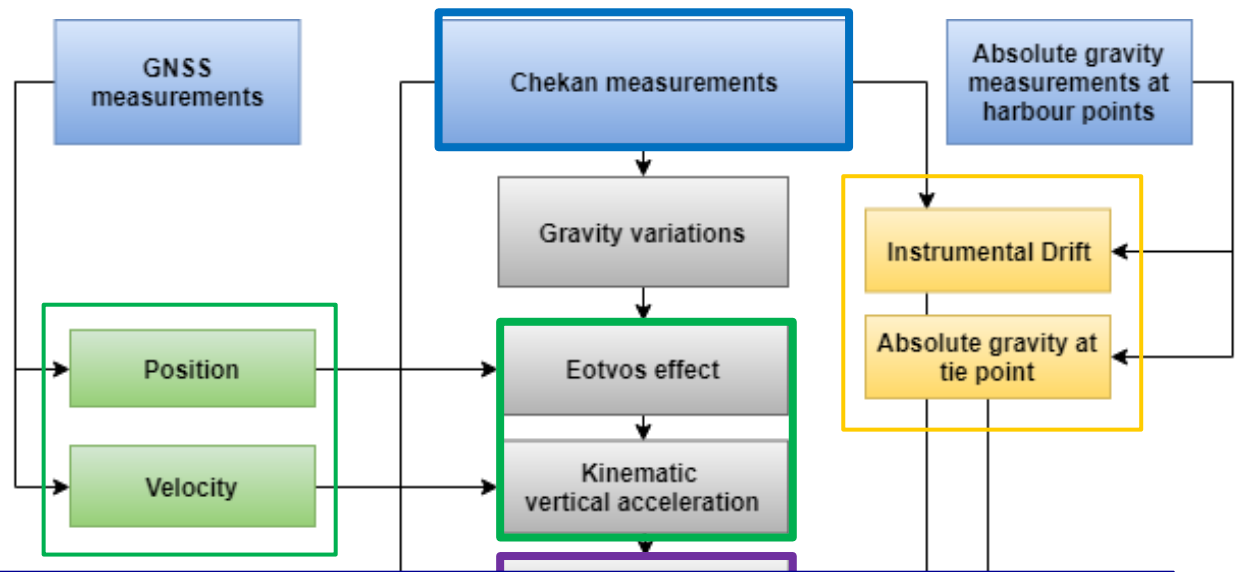 GNSS
measurements
Chekan measurements
Absolute gravity
measurements at
harbour points
Gravity variations
Instrumental Drift
Position
Eotvos effect
Absolute gravity at
tie point
Velocity
Kinematic
vertical acceleration